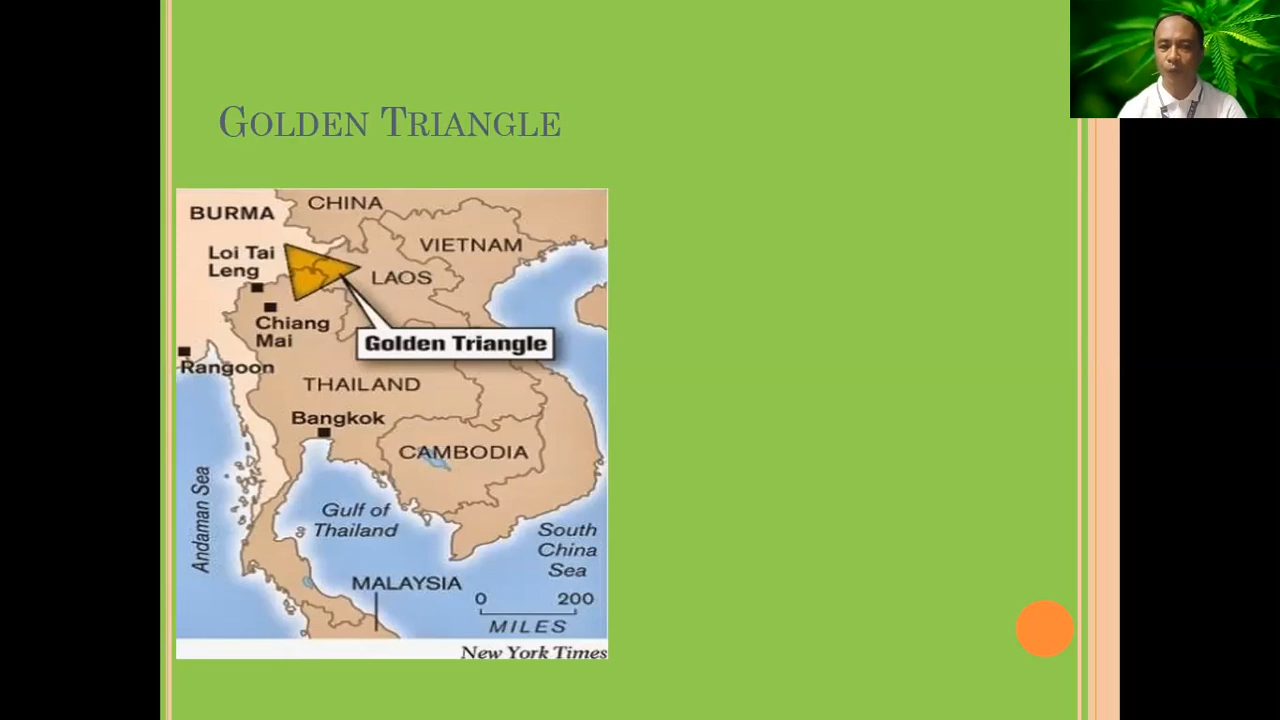 GOLDEN TRIANGLE
CHINA
BURMA
VIETNAM
Loi Tai
Leng
LAOS
Chiang
Mai
Golden Triangle
Rangoon
THAILAND
Bangkok
CAMBODIA
Andaman Sea
Gulf of
Thailand
South
China
Sea
MALAYSIA
0 200
MILES
New York Times